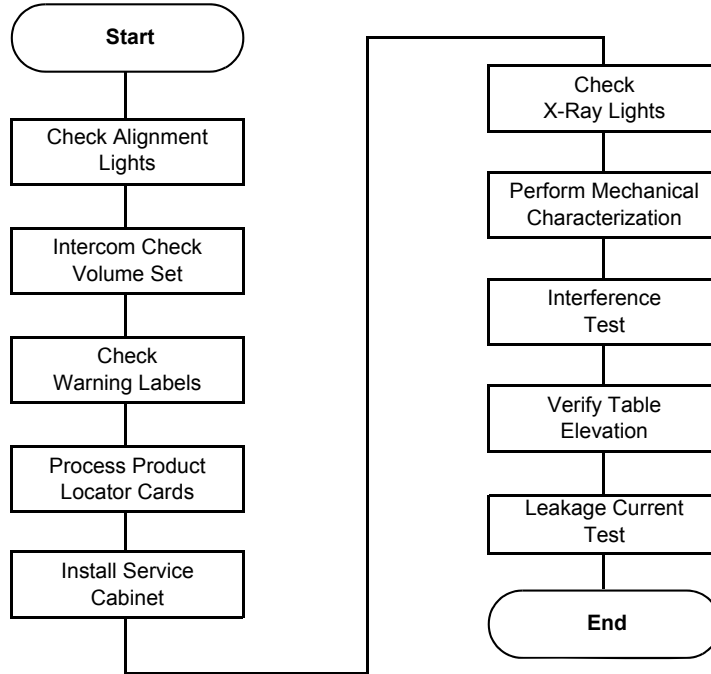 Start
Check Alignment
Lights
Intercom Check
Volume Set
Check
Warning Labels
Process Product
Locator Cards
Install Service
Cabinet
Check
X-Ray Lights
Perform Mechanical
Characterization
Interference
Test
Verify Table
Elevation
Leakage Current
Test
End